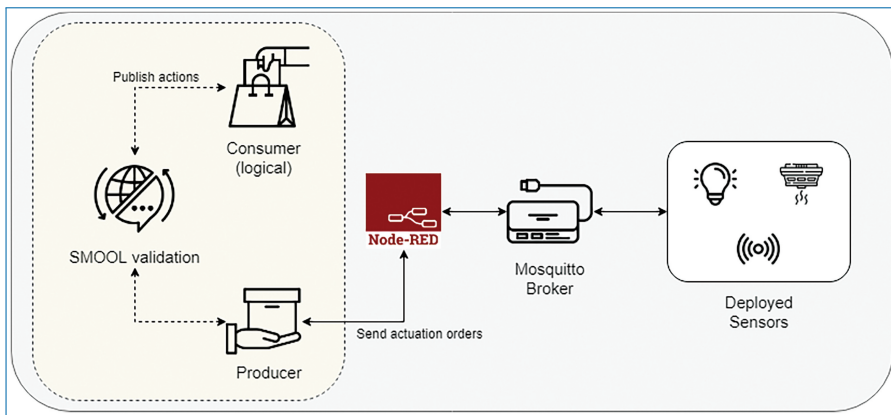 Publish actions
Consumer
(logical)
SMOOL validation
Node-RED
Mosquitto
Broker
Deployed
Sensors
Send actuation orders
Producer